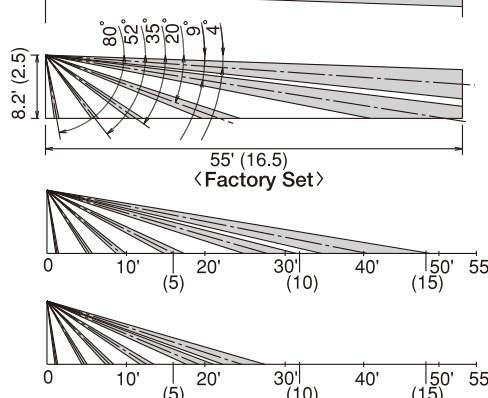 80° 52° 35° 20° 9° 4°
8.2' (2.5)
55' (16.5)
〈Factory Set〉
0 10' 20' 30' 40' 50' 55
(5) (10) (15)
0 10' 20' 30' 40' 50' 55
(5) (10) (15)